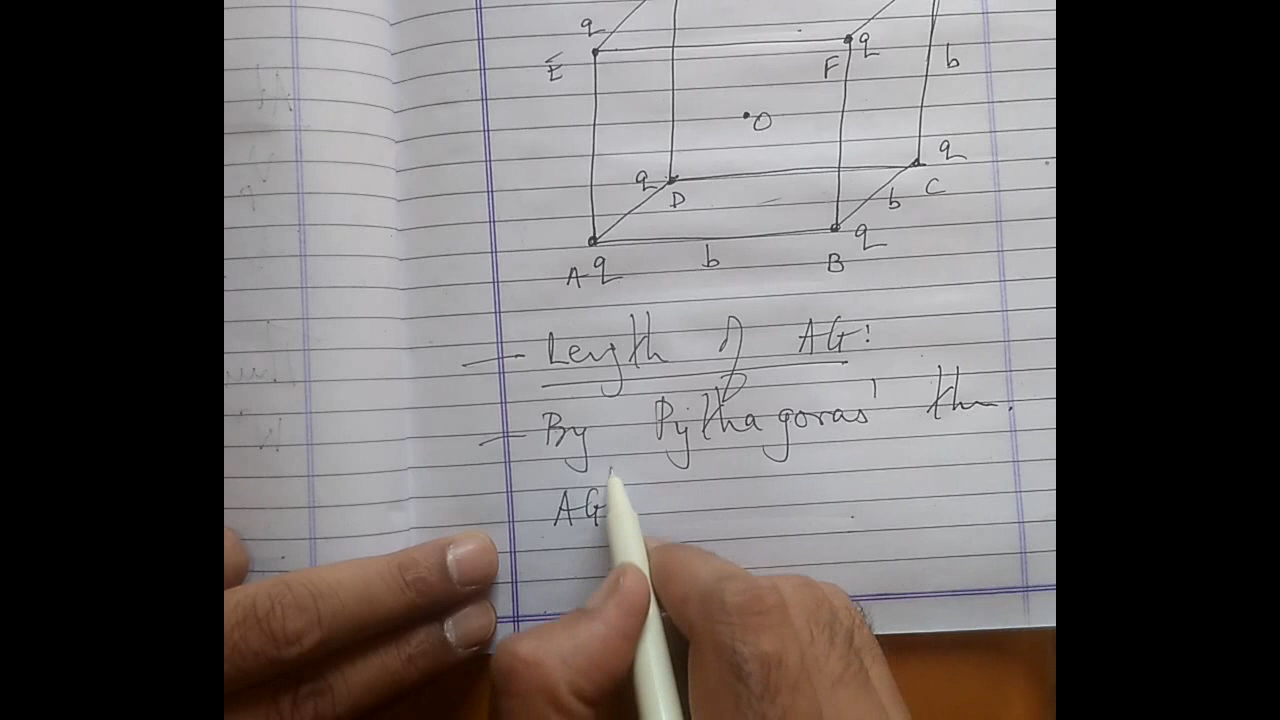 q
E
F
q
b
O
q
D
q
C
b
A q
b
B
q
- Length of AG:
- By Pythagoras' thm.
AG